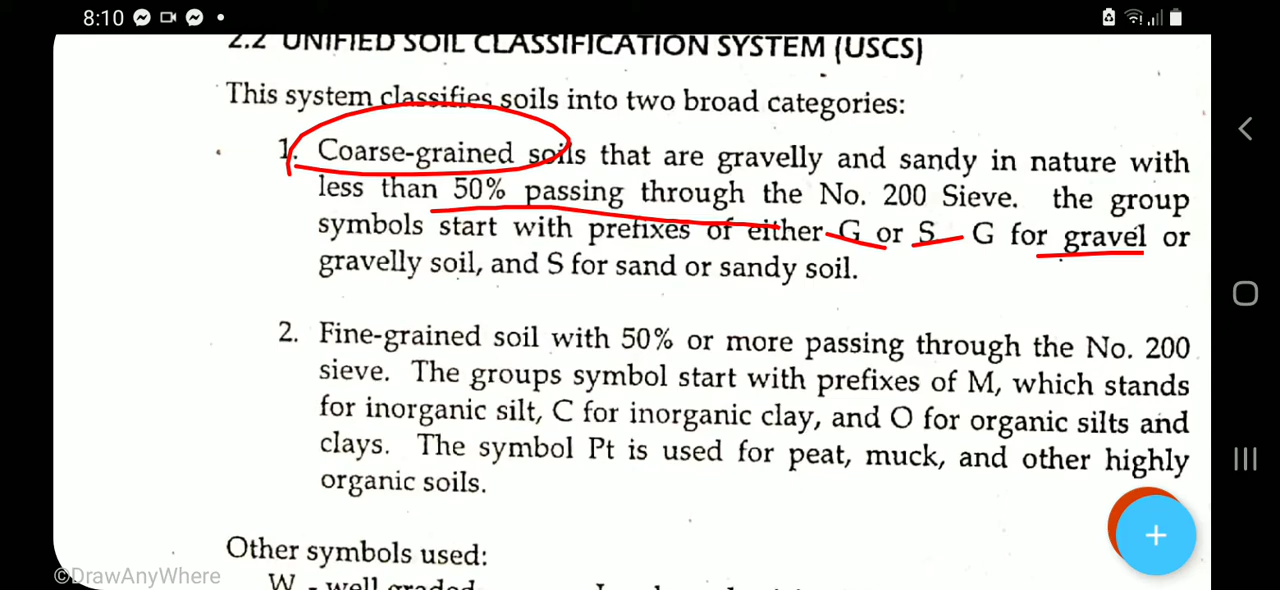 8:10
2.2 UNIFIED SOIL CLASSIFICATION SYSTEM (USCS)
This system classifies soils into two broad categories:
1. Coarse-grained soils that are gravelly and sandy in nature with
less than 50% passing through the No. 200 Sieve. the group
symbols start with prefixes of either G or S G for gravel or
gravelly soil, and S for sand or sandy soil.
2. Fine-grained soil with 50% or more passing through the No. 200
sieve. The groups symbol start with prefixes of M, which stands
for inorganic silt, C for inorganic clay, and O for organic silts and
clays. The symbol Pt is used for peat, muck, and other highly
organic soils.
Other symbols used:
W - well graded
©DrawAnyWhere